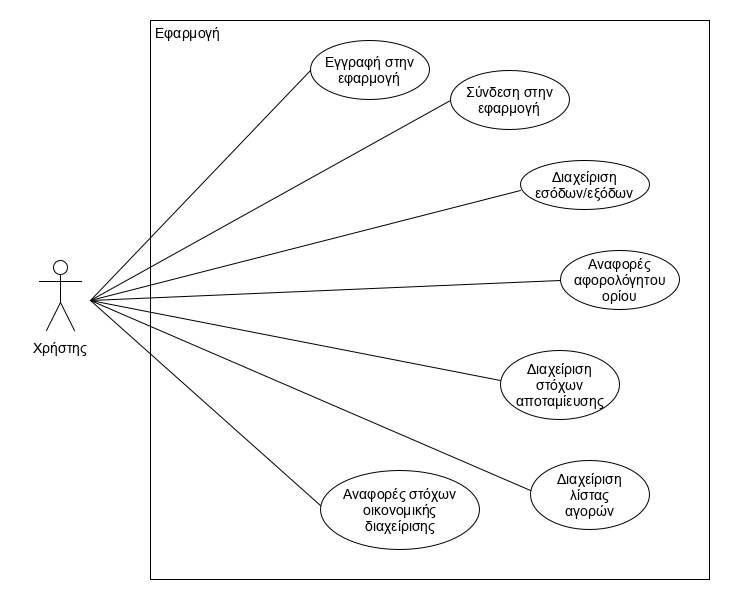 Εφαρμογή
Εγγραφή στην
εφαρμογή
Σύνδεση στην
εφαρμογή
Διαχείριση
εσόδων/εξόδων
Αναφορές
αφορολόγητου
ορίου
Χρήστης
Διαχείριση
στόχων
αποταμίευσης
Διαχείριση
λίστας
αγορών
Αναφορές στόχων
οικονομικής
διαχείρισης